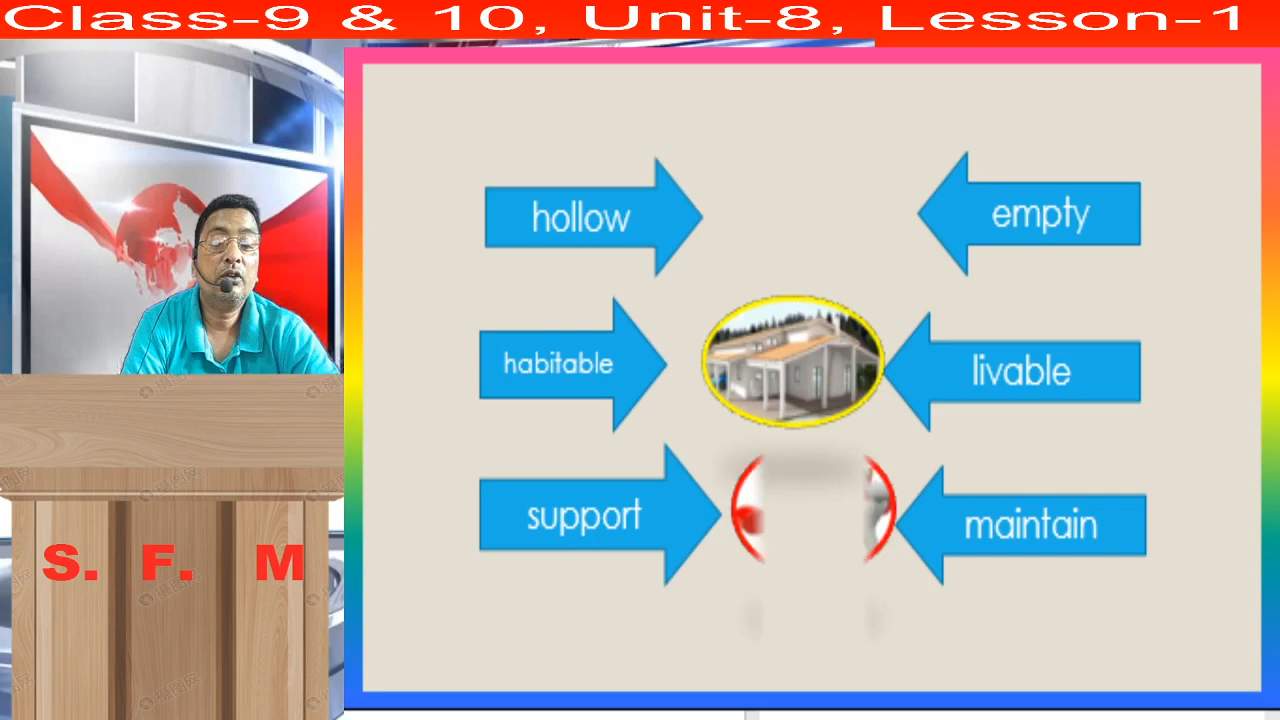 Class-9 & 10, Unit-8, Lesson-1
hollow
empty
habitable
livable
support
maintain
S. F. M